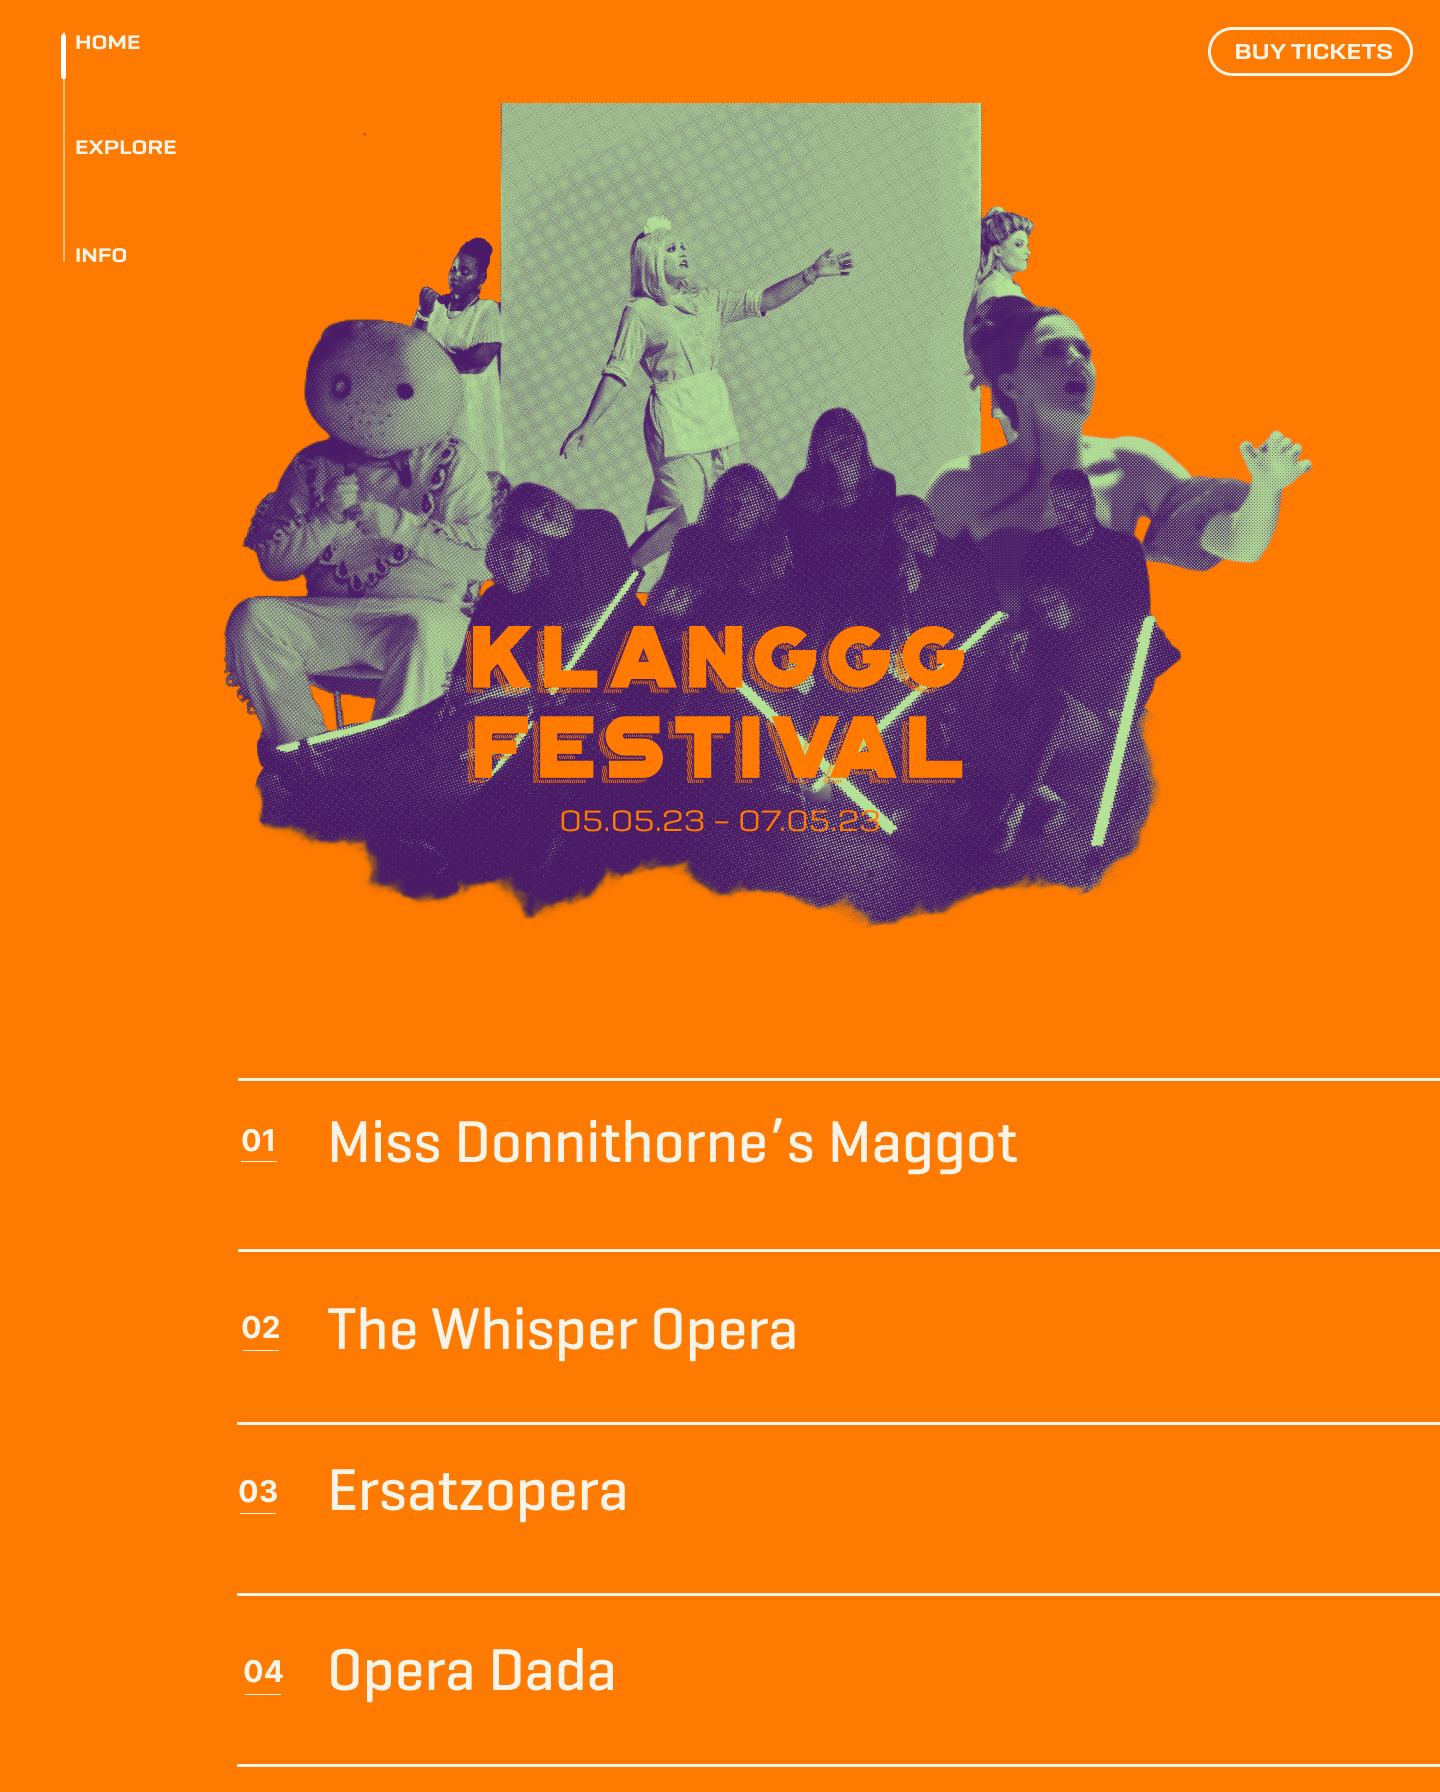 HOME
BUY TICKETS
EXPLORE
INFO
KLANGGG
FESTIVAL
05.05.23 – 07.05.23
01 Miss Donnithorne′s Maggot
02 The Whisper Opera
03 Ersatzopera
04 Opera Dada